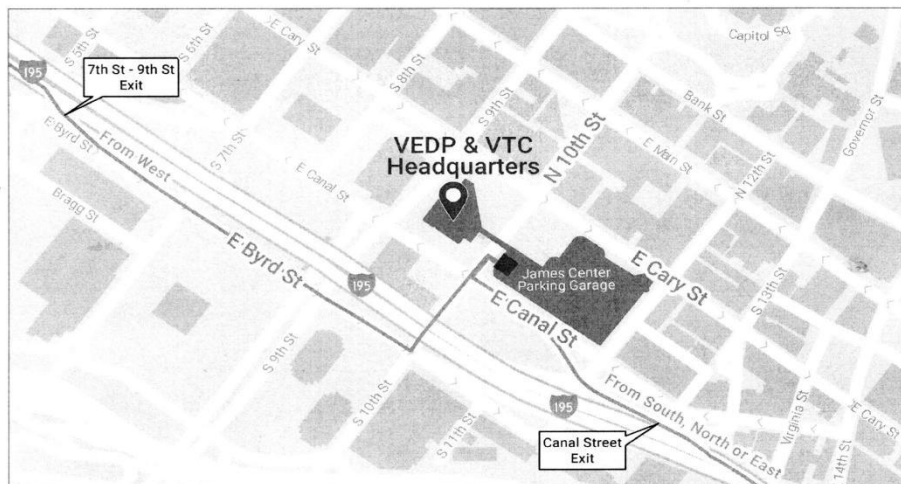 Capitol Sq.
S 5th St
S 6th St
E Cary St
S 8th St
7th St - 9th St
Exit
195
Bank St
Governor St
S 9th St
N 10th St
E Main St
E Byrd St
From West
S 7th St
VEDP & VTC
Headquarters
N 12th St
E Canal St
Bragg St
E Byrd St
James Center
Parking Garage
E Cary St
195
E Canal St
S 13th St
S 9th St
S 10th St
From South, North or East
195
Virginia St
E Cary St
S 11th St
Canal Street
Exit
14th St